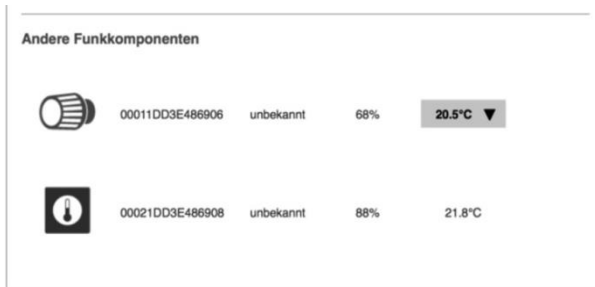 Andere Funkkomponenten
00011DD3E486906 unbekannt 68% 20.5°C ▼
00021DD3E486908 unbekannt 88% 21.8°C